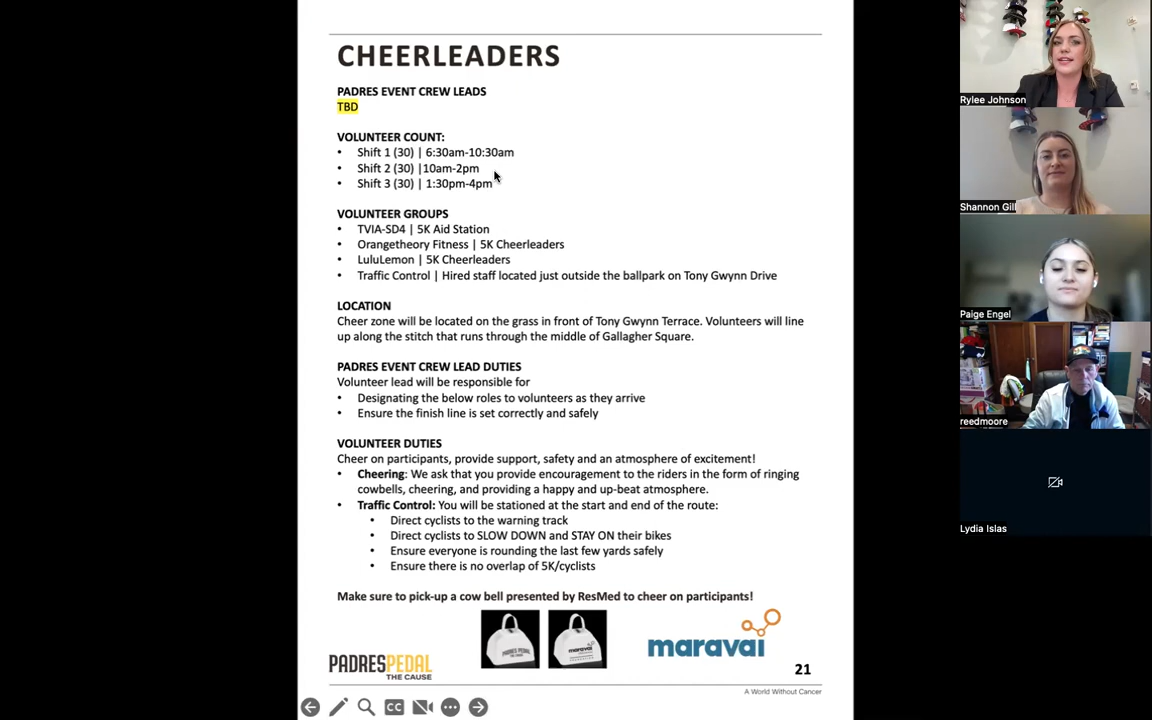 CHEERLEADERS
PADRES EVENT CREW LEADS
TBD
VOLUNTEER COUNT:
• Shift 1 (30) | 6:30am-10:30am
• Shift 2 (30) |10am-2pm
• Shift 3 (30) | 1:30pm-4pm
VOLUNTEER GROUPS
• TVIA-SD4 | 5K Aid Station
• Orangetheory Fitness | 5K Cheerleaders
• LuluLemon | 5K Cheerleaders
• Traffic Control | Hired staff located just outside the ballpark on Tony Gwynn Drive
LOCATION
Cheer zone will be located on the grass in front of Tony Gwynn Terrace. Volunteers will line
up along the stitch that runs through the middle of Gallagher Square.
PADRES EVENT CREW LEAD DUTIES
Volunteer lead will be responsible for
• Designating the below roles to volunteers as they arrive
• Ensure the finish line is set correctly and safely
VOLUNTEER DUTIES
Cheer on participants, provide support, safety and an atmosphere of excitement!
• Cheering: We ask that you provide encouragement to the riders in the form of ringing
cowbells, cheering, and providing a happy and up-beat atmosphere.
• Traffic Control: You will be stationed at the start and end of the route:
• Direct cyclists to the warning track
• Direct cyclists to SLOW DOWN and STAY ON their bikes
• Ensure everyone is rounding the last few yards safely
• Ensure there is no overlap of 5K/cyclists
Make sure to pick-up a cow bell presented by ResMed to cheer on participants!
PADRES PEDAL
THE CAUSE
maravai
maravai
PADRESPEDAL
THE CAUSE
21
A World Without Cancer
CC
Rylee Johnson
Shannon Gill
Paige Engel
reedmoore
Lydia Islas